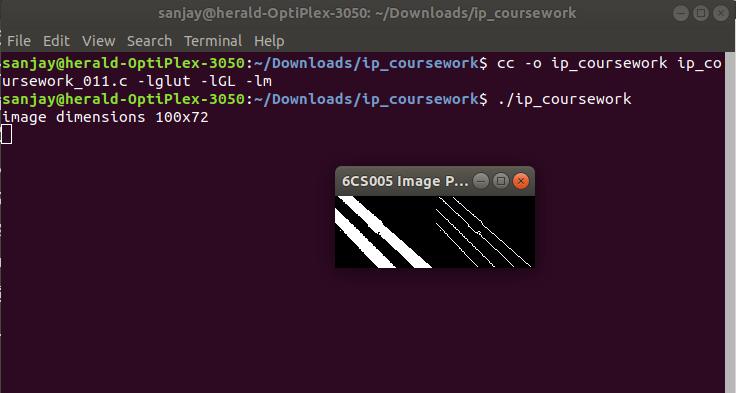 sanjay@herald-OptiPlex-3050: ~/Downloads/ip_coursework
File Edit View Search Terminal Help
sanjay@herald-OptiPlex-3050:~/Downloads/ip_coursework$ cc -o ip_coursework ip_co
ursework_011.c -lglut -lGL -lm
sanjay@herald-OptiPlex-3050:~/Downloads/ip_coursework$ ./ip_coursework
image dimensions 100x72
6CS005 Image P...